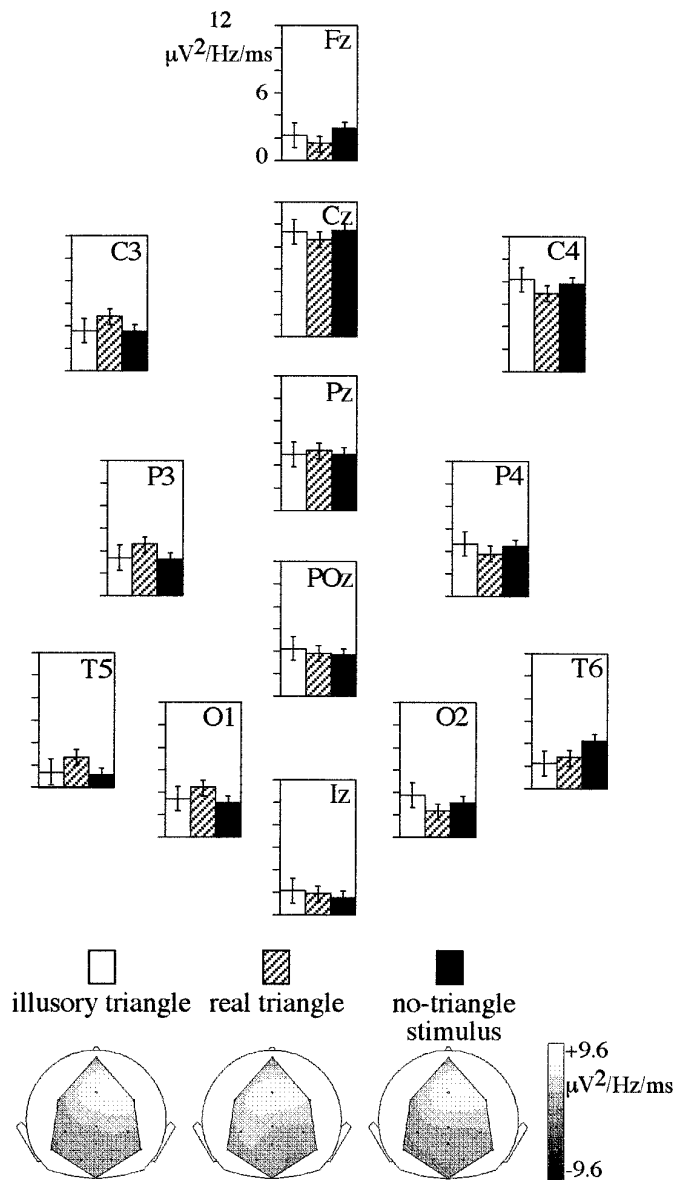 12
μV²/Hz/ms
6
0
Fz
Cz
C3
C4
Pz
P3
P4
POz
T5
T6
O1
O2
Iz
illusory triangle
real triangle
no-triangle
stimulus
+9.6
μV²/Hz/ms
-9.6